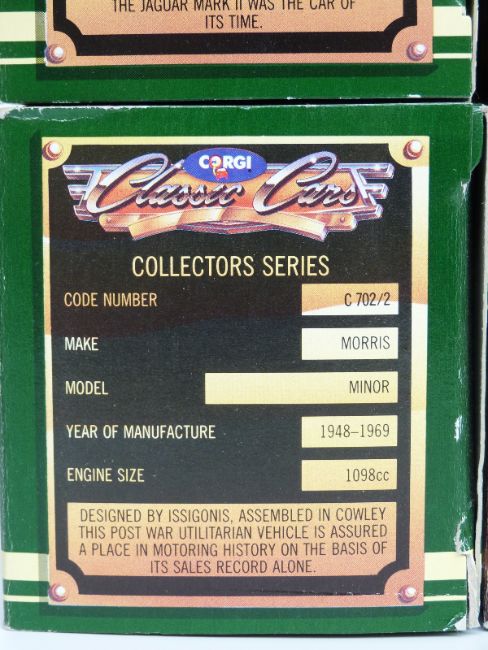 THE JAGUAR MARK II WAS THE CAR OF
ITS TIME.
CORGI
Classic Cars
COLLECTORS SERIES
CODE NUMBER C 702/2
MAKE MORRIS
MODEL MINOR
YEAR OF MANUFACTURE 1948–1969
ENGINE SIZE 1098cc
DESIGNED BY ISSIGONIS, ASSEMBLED IN COWLEY
THIS POST WAR UTILITARIAN VEHICLE IS ASSURED
A PLACE IN MOTORING HISTORY ON THE BASIS OF
ITS SALES RECORD ALONE.